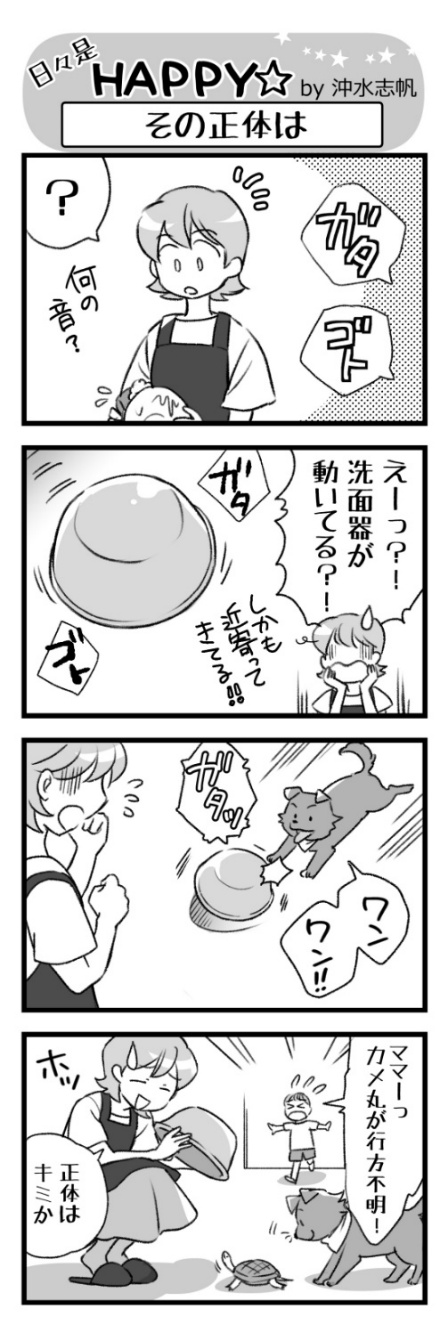 日々是
HAPPY☆ by 沖水志帆
その正体は
ガタ
ゴト
?
何の
音?
えーっ?!
洗面器が
動いてる?!
ガタ
しかも
近寄って
きてる!!
ゴト
ガタッ
ワン
ワン!!
ママーっ
カメ丸が行方不明!
ホッ
正体は
キミか